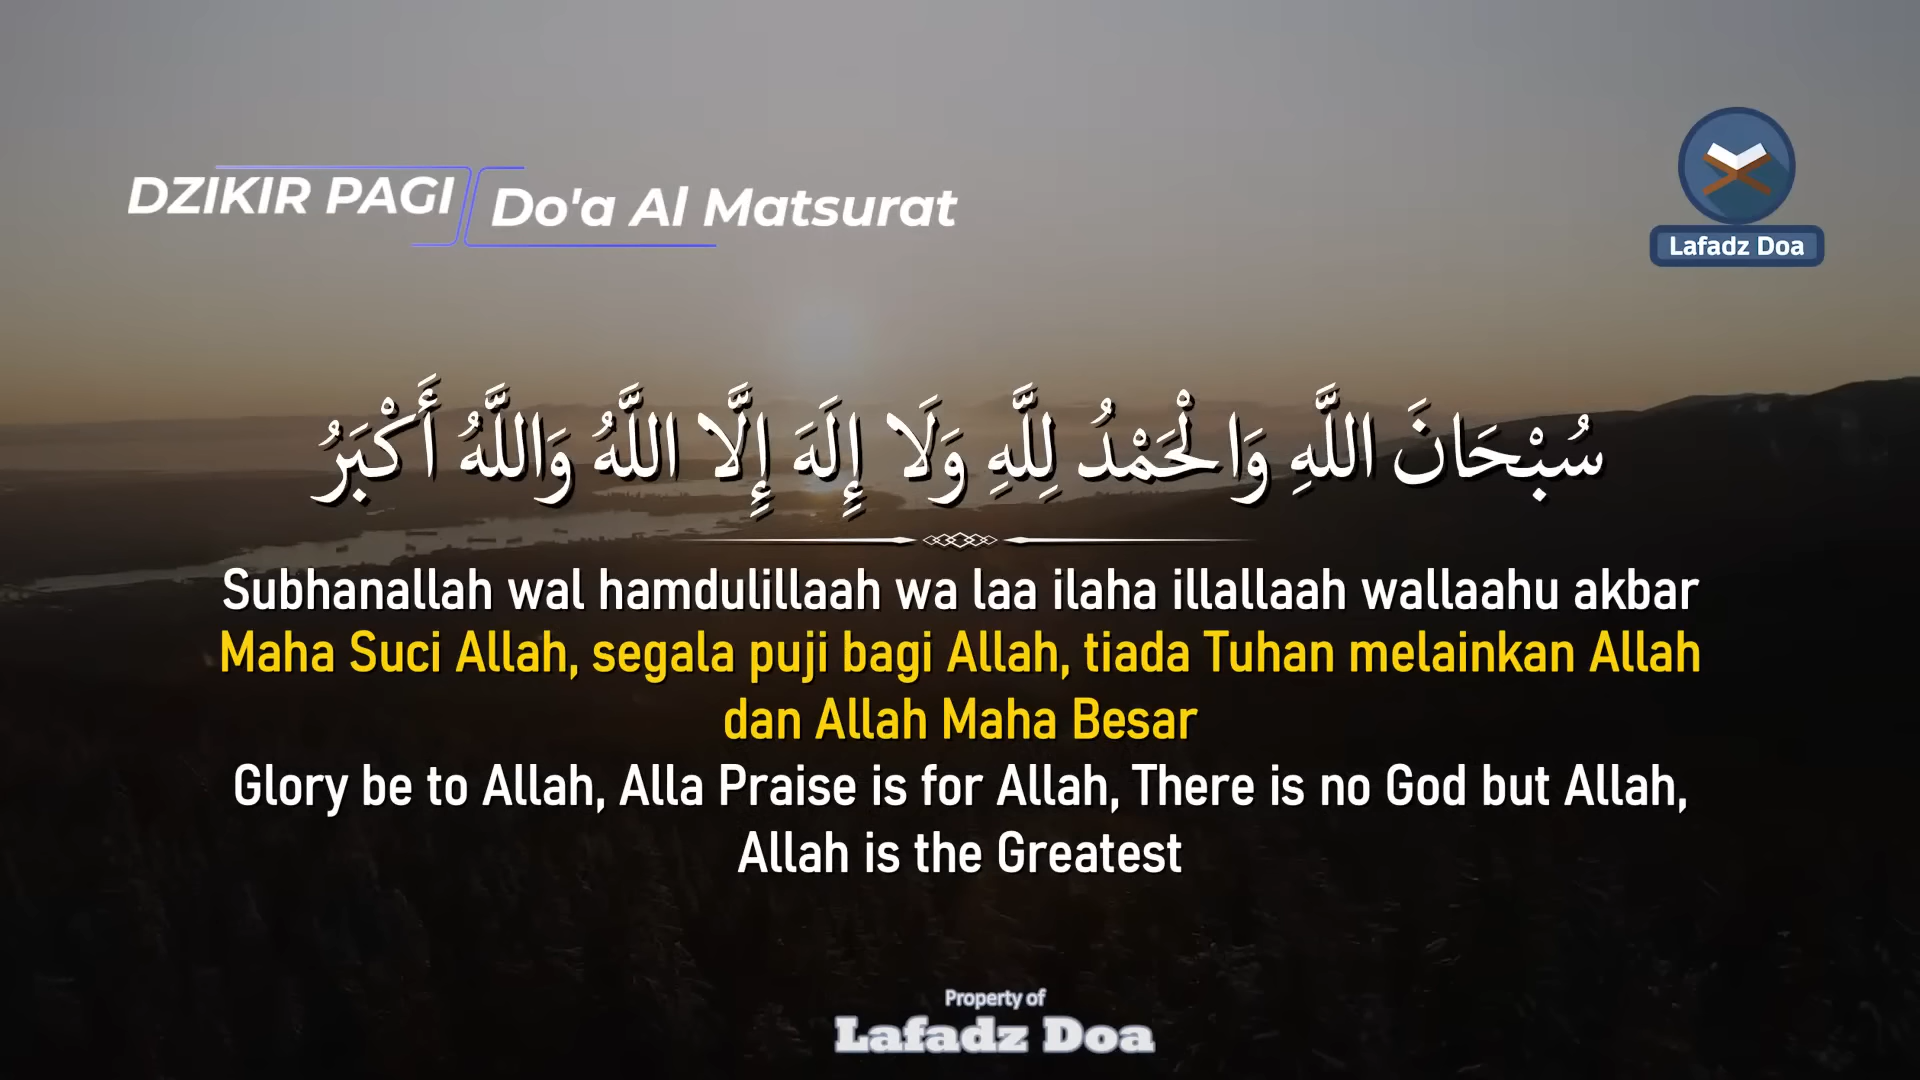 DZIKIR PAGI
Do'a Al Matsurat
Lafadz Doa
سُبْحَانَ اللَّهِ وَالْحَمْدُ لِلَّهِ وَلَا إِلَهَ إِلَّا اللَّهُ وَاللَّهُ أَكْبَرُ
Subhanallah wal hamdulillaah wa laa ilaha illallaah wallaahu akbar
Maha Suci Allah, segala puji bagi Allah, tiada Tuhan melainkan Allah
dan Allah Maha Besar
Glory be to Allah, Alla Praise is for Allah, There is no God but Allah,
Allah is the Greatest
Property of
Lafadz Doa